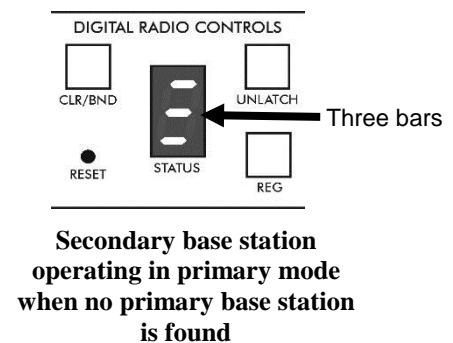 DIGITAL RADIO CONTROLS
CLR/BND
UNLATCH
Three bars
RESET
STATUS
REG
Secondary base station
operating in primary mode
when no primary base station
is found